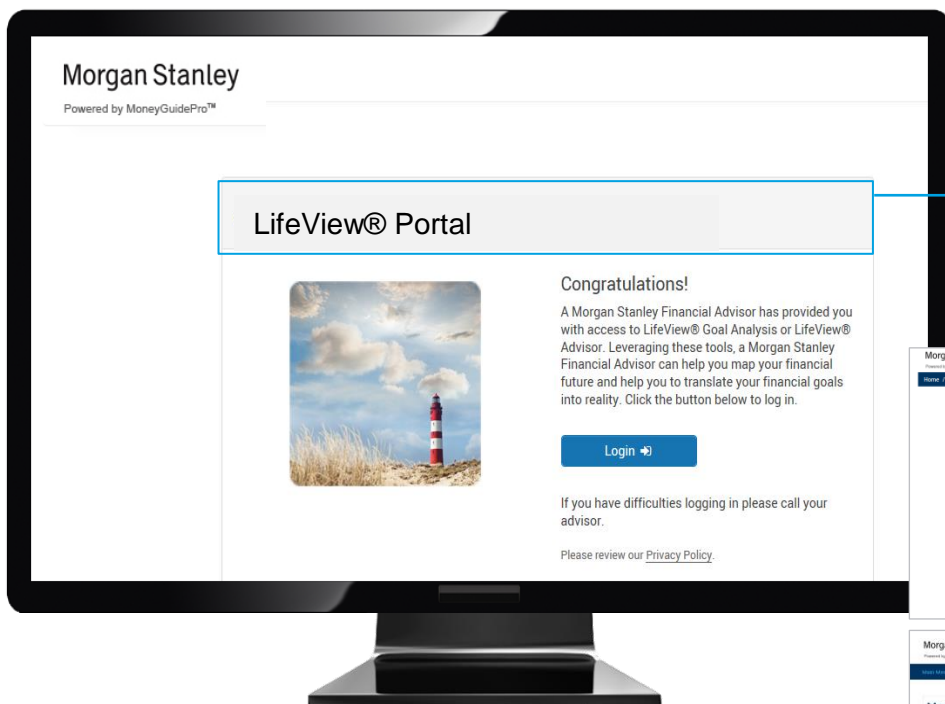 Morgan Stanley
Powered by MoneyGuidePro™
LifeView® Portal
Congratulations!
A Morgan Stanley Financial Advisor has provided you
with access to LifeView® Goal Analysis or LifeView®
Advisor. Leveraging these tools, a Morgan Stanley
Financial Advisor can help you map your financial
future and help you to translate your financial goals
into reality. Click the button below to log in.
Login
If you have difficulties logging in please call your
advisor.
Please review our Privacy Policy.
Home